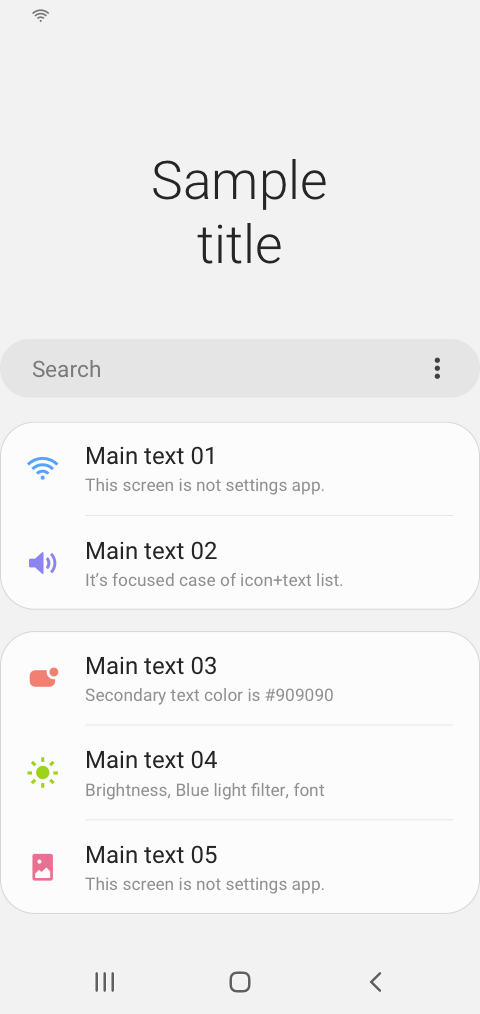 Sample
title
Search
Main text 01
This screen is not settings app.
Main text 02
It’s focused case of icon+text list.
Main text 03
Secondary text color is #909090
Main text 04
Brightness, Blue light filter, font
Main text 05
This screen is not settings app.